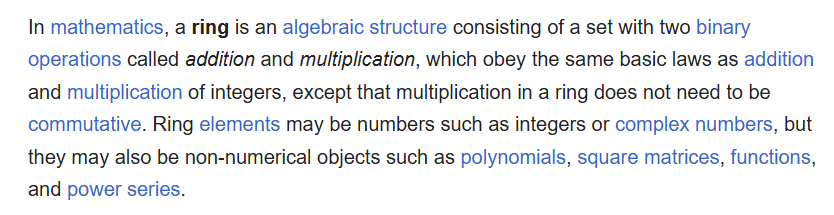 In mathematics, a ring is an algebraic structure consisting of a set with two binary
operations called addition and multiplication, which obey the same basic laws as addition
and multiplication of integers, except that multiplication in a ring does not need to be
commutative. Ring elements may be numbers such as integers or complex numbers, but
they may also be non-numerical objects such as polynomials, square matrices, functions,
and power series.